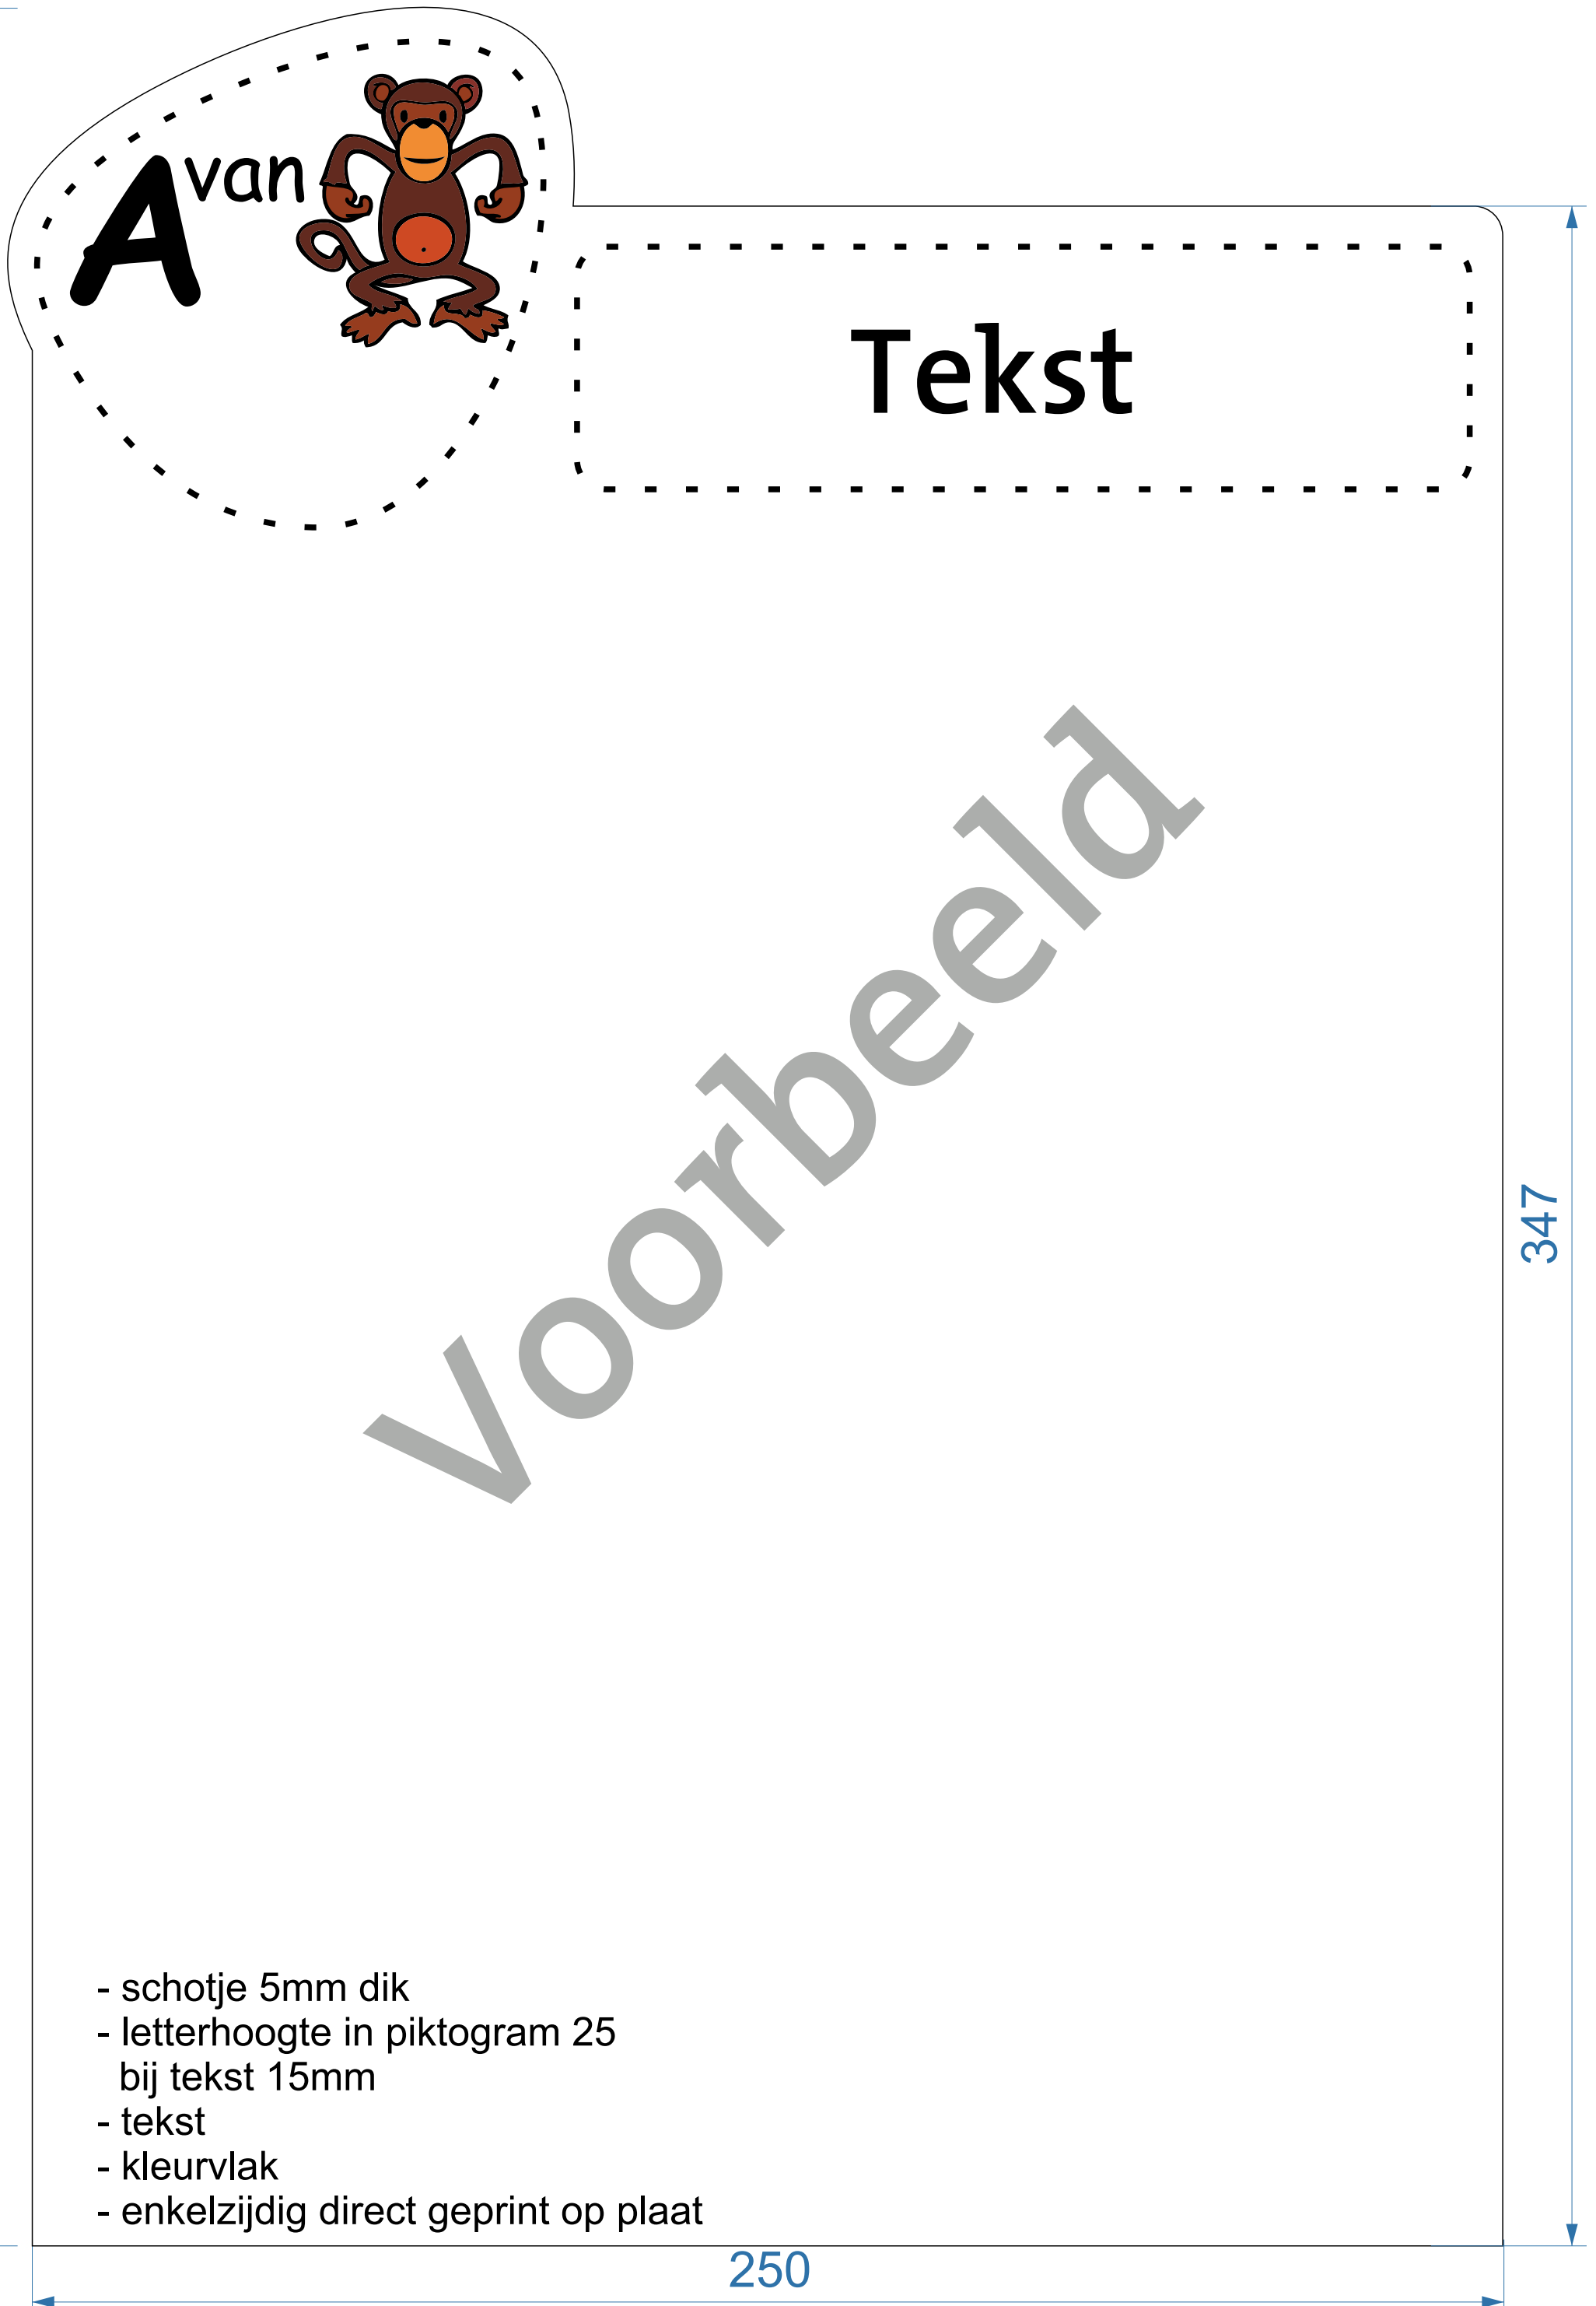 A van
Tekst
Voorbeeld
347
- schotje 5mm dik
- letterhoogte in piktogram 25
bij tekst 15mm
- tekst
- kleurvlak
- enkelzijdig direct geprint op plaat
250